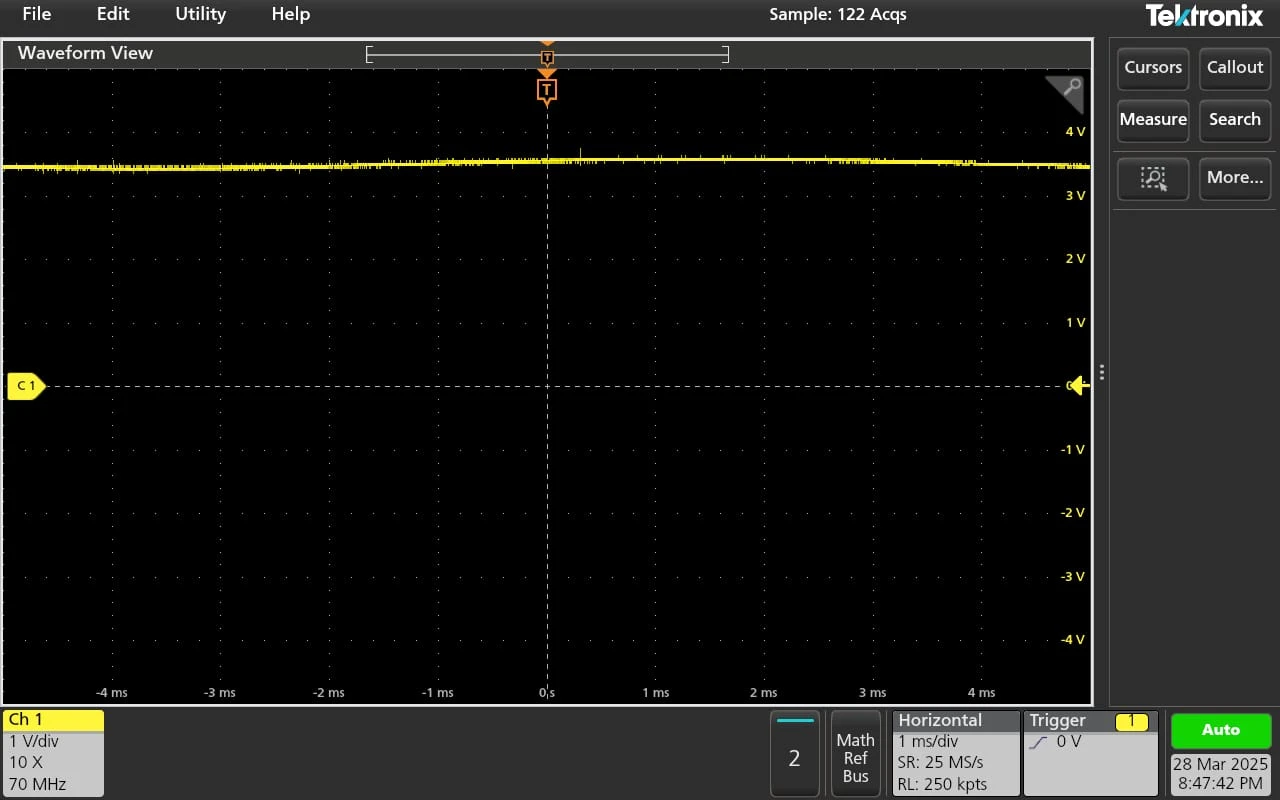 File Edit Utility Help Sample: 122 Acqs Tektronix
Waveform View
T
T
Cursors Callout
Measure Search
More...
4 V
3 V
2 V
1 V
C 1
-1 V
-2 V
-3 V
-4 V
-4 ms -3 ms -2 ms -1 ms 0s 1 ms 2 ms 3 ms 4 ms
Ch 1
1 V/div
10 X
70 MHz
2
Math
Ref
Bus
Horizontal
1 ms/div
SR: 25 MS/s
RL: 250 kpts
Trigger 1
0 V
Auto
28 Mar 2025
8:47:42 PM